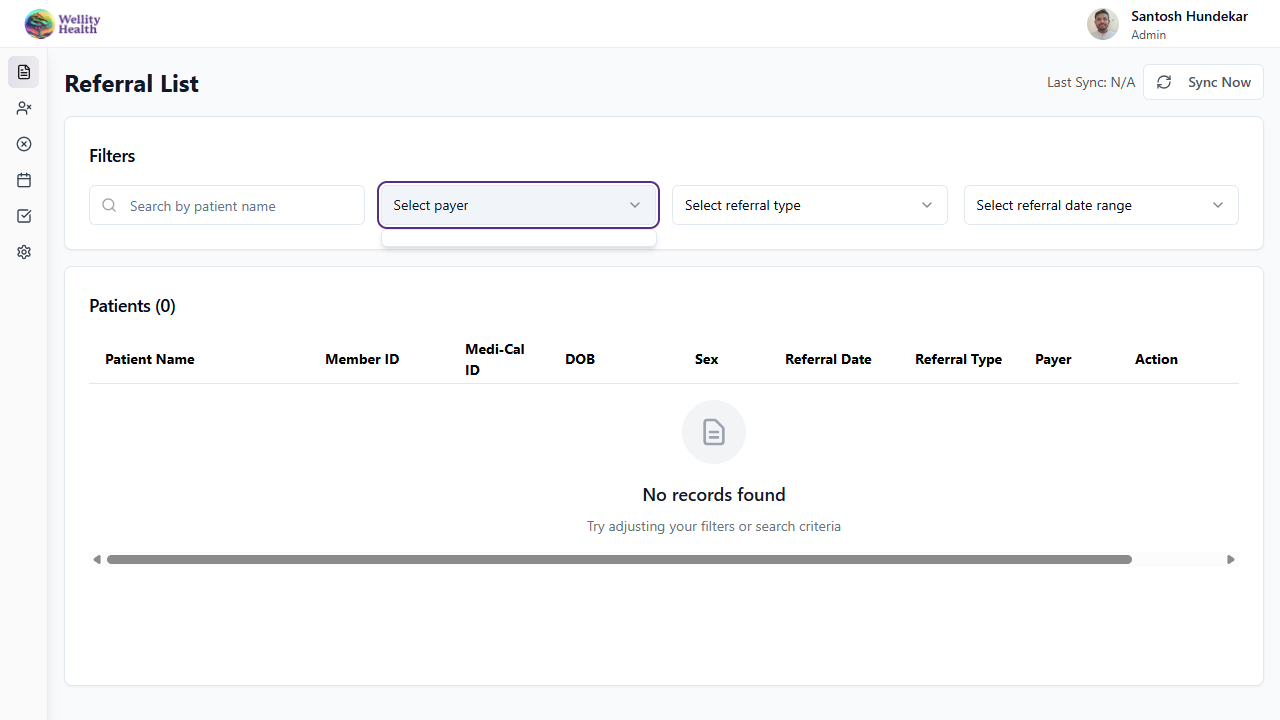 Wellity
Health
Santosh Hundekar
Admin
Referral List
Last Sync: N/A
Sync Now
Filters
Search by patient name
Select payer
Select referral type
Select referral date range
Patients (0)
Patient Name
Member ID
Medi-Cal
ID
DOB
Sex
Referral Date
Referral Type
Payer
Action
No records found
Try adjusting your filters or search criteria